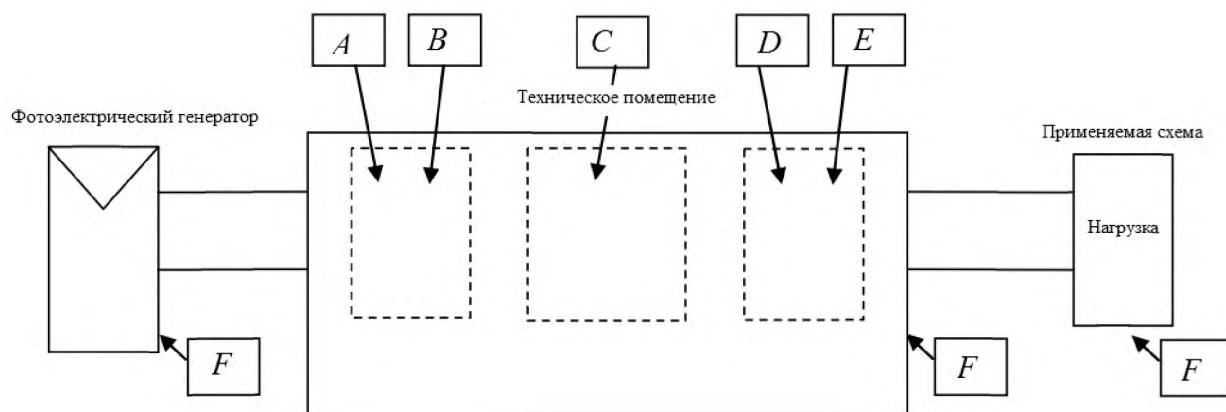 A B C D E
Техническое помещение
Фотоэлектрический генератор
Применяемая схема
Нагрузка
F F F